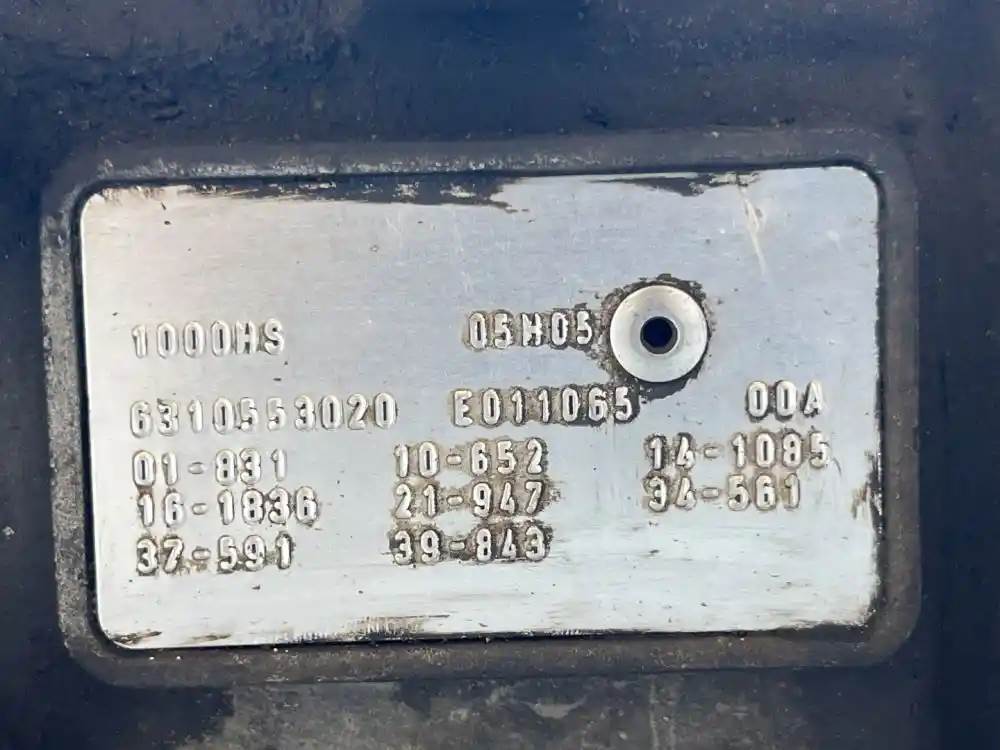 1000HS 05H05
6310553020 E011065 00A
01-831 10-652 14-1085
16-1836 21-947 34-561
37-591 39-843